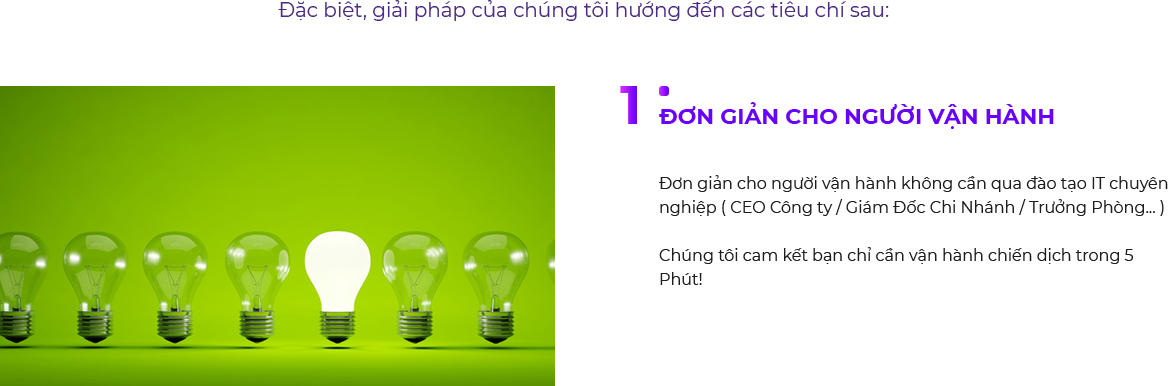 Đặc biệt, giải pháp của chúng tôi hướng đến các tiêu chí sau:
1
ĐƠN GIẢN CHO NGƯỜI VẬN HÀNH
Đơn giản cho người vận hành không cần qua đào tạo IT chuyên
nghiệp ( CEO Công ty / Giám Đốc Chi Nhánh / Trưởng Phòng... )
Chúng tôi cam kết bạn chỉ cần vận hành chiến dịch trong 5
Phút!